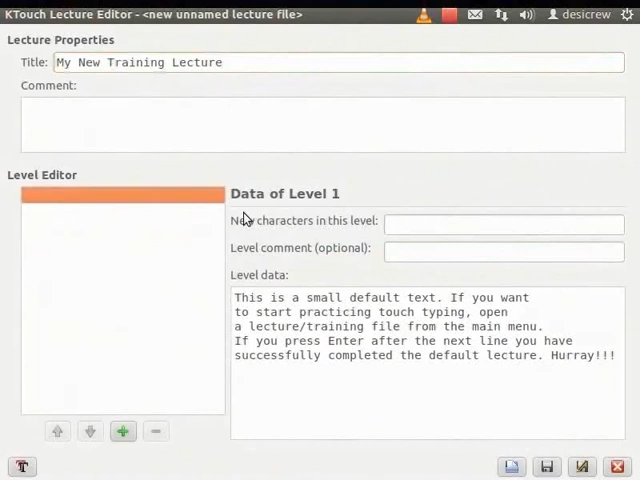 KTouch Lecture Editor - <new unnamed lecture file>
desicrew
Lecture Properties
Title: My New Training Lecture
Comment:
Level Editor
Data of Level 1
New characters in this level:
Level comment (optional):
Level data:
This is a small default text. If you want
to start practicing touch typing, open
a lecture/training file from the main menu.
If you press Enter after the next line you have
successfully completed the default lecture. Hurray!!!